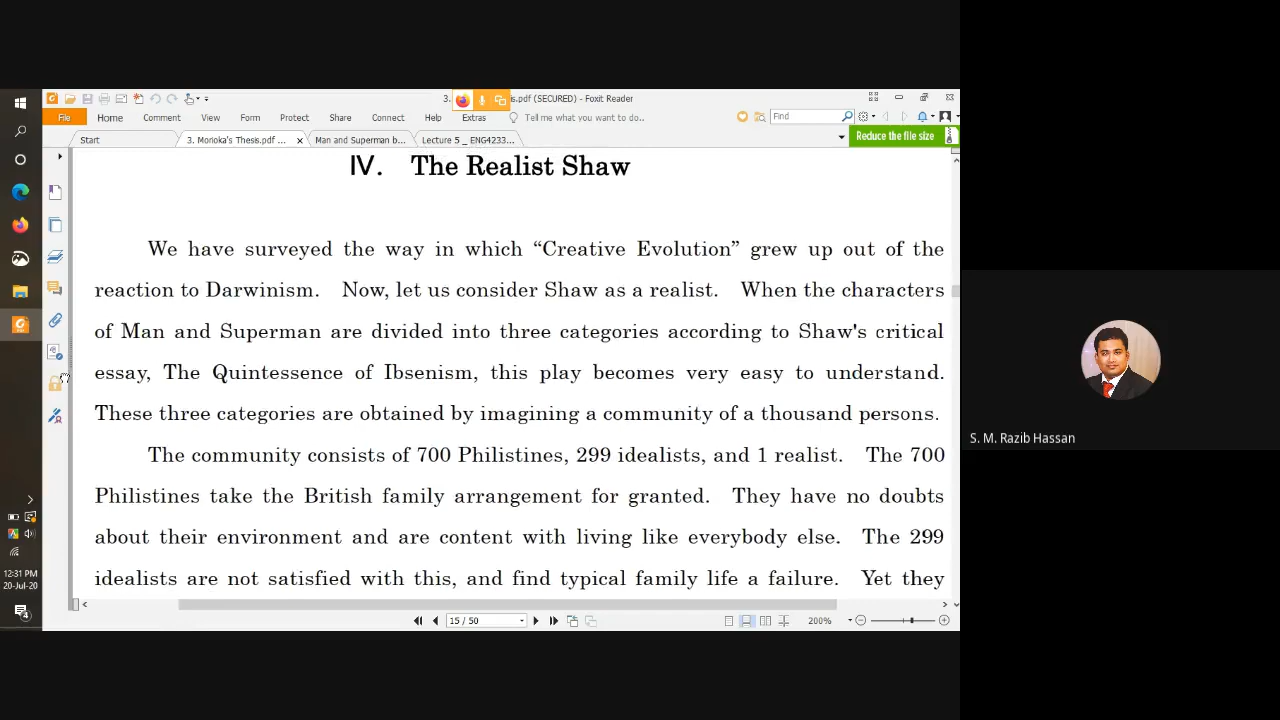 3. is.pdf (SECURED) - Foxit Reader
File Home Comment View Form Protect Share Connect Help Extras Tell me what you want to do... Find
Start 3. Morioka's Thesis.pdf ... Man and Superman b... Lecture 5 _ ENG4233... Reduce the file size
IV. The Realist Shaw
We have surveyed the way in which “Creative Evolution” grew up out of the
reaction to Darwinism. Now, let us consider Shaw as a realist. When the characters
of Man and Superman are divided into three categories according to Shaw's critical
essay, The Quintessence of Ibsenism, this play becomes very easy to understand.
These three categories are obtained by imagining a community of a thousand persons.
The community consists of 700 Philistines, 299 idealists, and 1 realist. The 700
Philistines take the British family arrangement for granted. They have no doubts
about their environment and are content with living like everybody else. The 299
idealists are not satisfied with this, and find typical family life a failure. Yet they
15 / 50 200%
12:31 PM
20-Jul-20
4
S. M. Razib Hassan